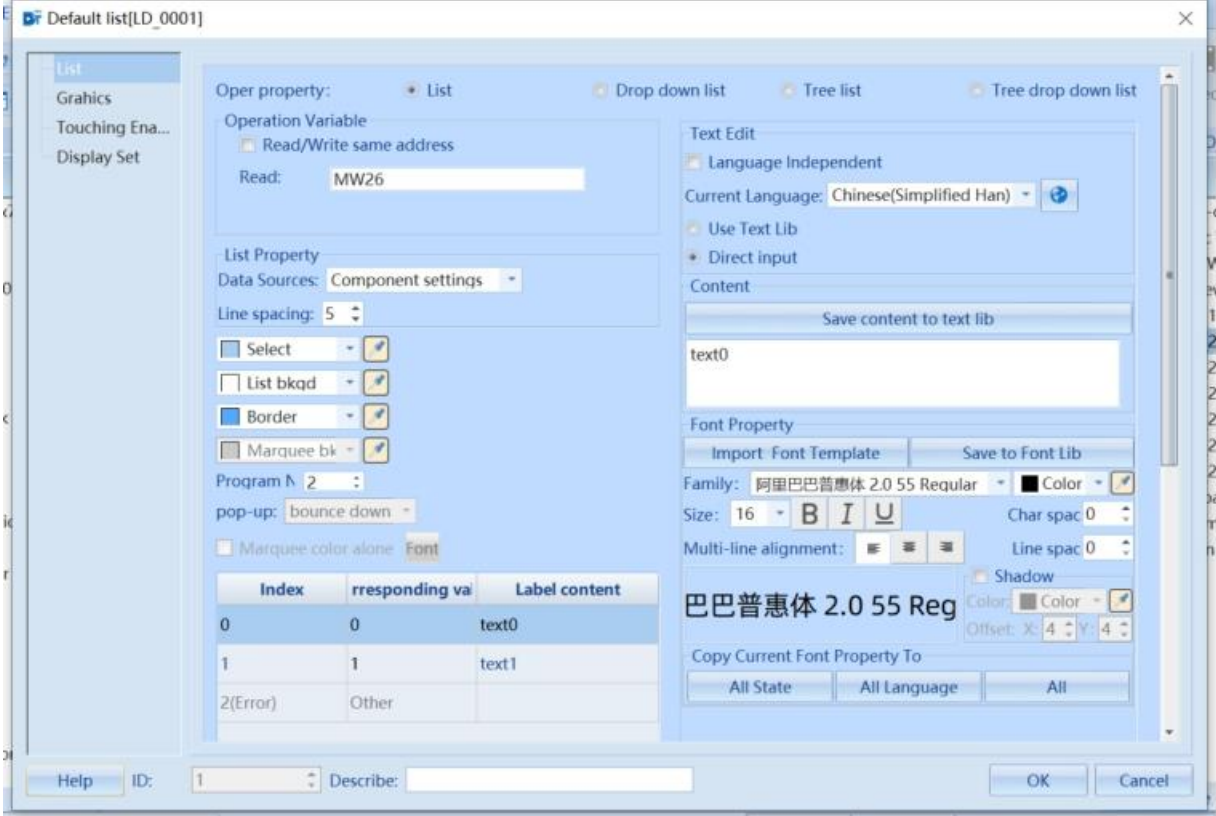 Default list[LD_0001]
List
Grahics
Touching Ena...
Display Set
Oper property:
List
Drop down list
Tree list
Tree drop down list
Operation Variable
Read/Write same address
Read:
MW26
List Property
Data Sources: Component settings
Line spacing: 5
Select
List bkgd
Border
Marquee bk
Program N 2
pop-up: bounce down
Marquee color alone Font
Index rresponding val Label content
0 0 text0
1 1 text1
2(Error) Other
Text Edit
Language Independent
Current Language: Chinese(Simplified Han)
Use Text Lib
Direct input
Content
Save content to text lib
text0
Font Property
Import Font Template Save to Font Lib
Family: 阿里巴巴普惠体 2.0 55 Regular Color
Size: 16 B I U Char spac 0
Multi-line alignment: Line spac 0
巴巴普惠体 2.0 55 Reg
Shadow
Color: Color
Offset: X: 4 Y: 4
Copy Current Font Property To
All State All Language All
Help ID: 1 Describe: OK Cancel